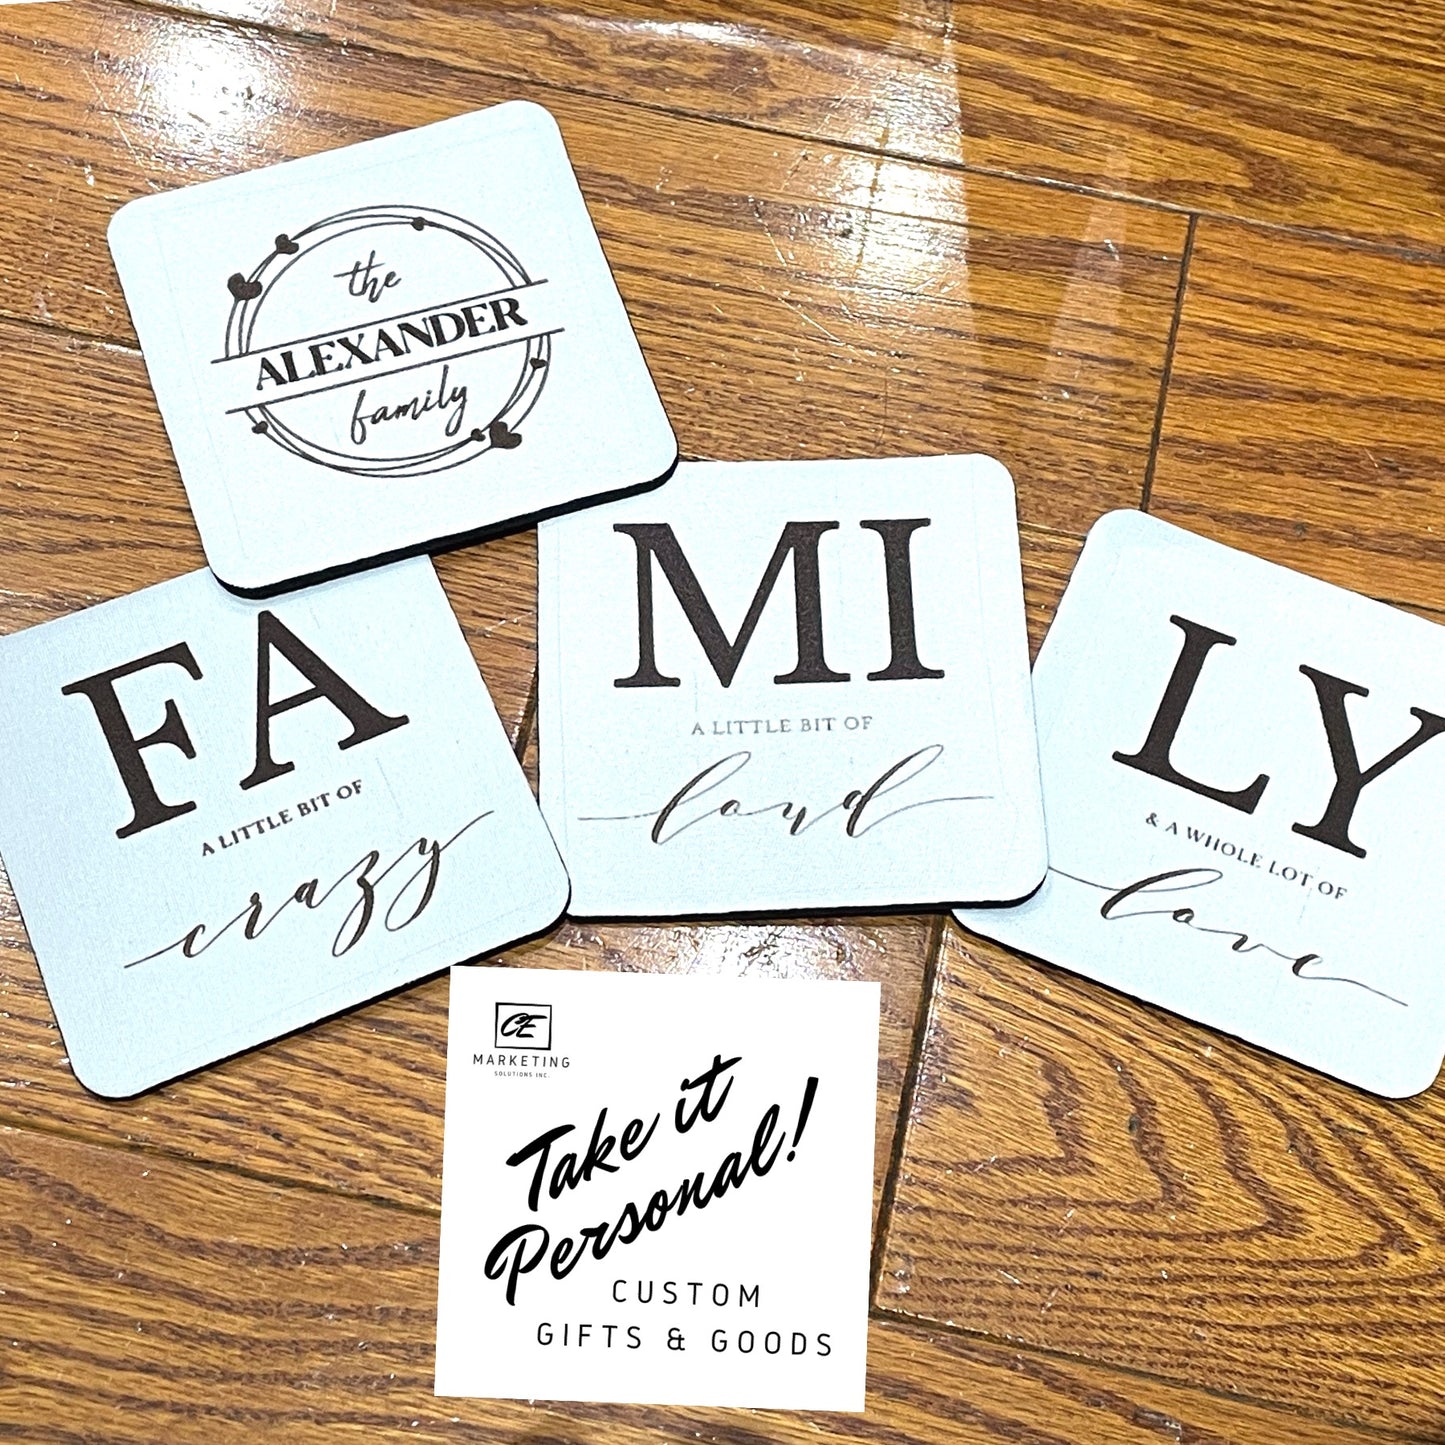 the
ALEXANDER
family
FA
A LITTLE BIT OF
crazy
MI
A LITTLE BIT OF
loud
LY
& A WHOLE LOT OF
love
CE
MARKETING
SOLUTIONS INC.
Take it
Personal!
CUSTOM
GIFTS & GOODS